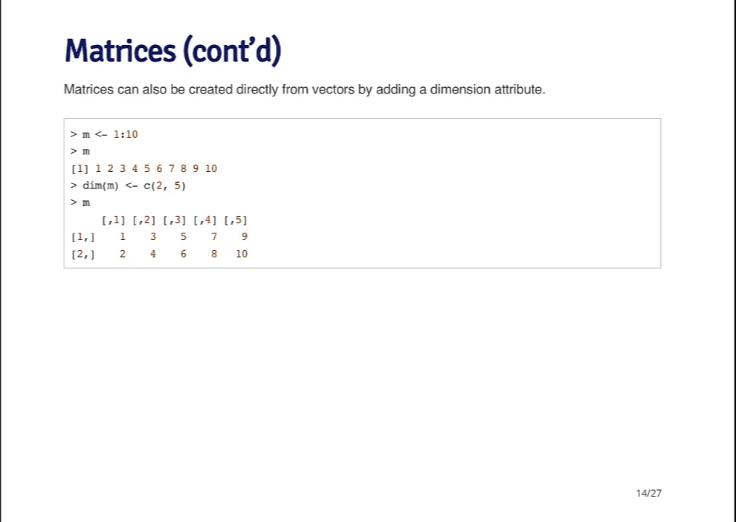 Matrices (cont’d)
Matrices can also be created directly from vectors by adding a dimension attribute.
> m <- 1:10
> m
[1] 1 2 3 4 5 6 7 8 9 10
> dim(m) <- c(2, 5)
> m
[,1] [,2] [,3] [,4] [,5]
[1,] 1 3 5 7 9
[2,] 2 4 6 8 10
14/27